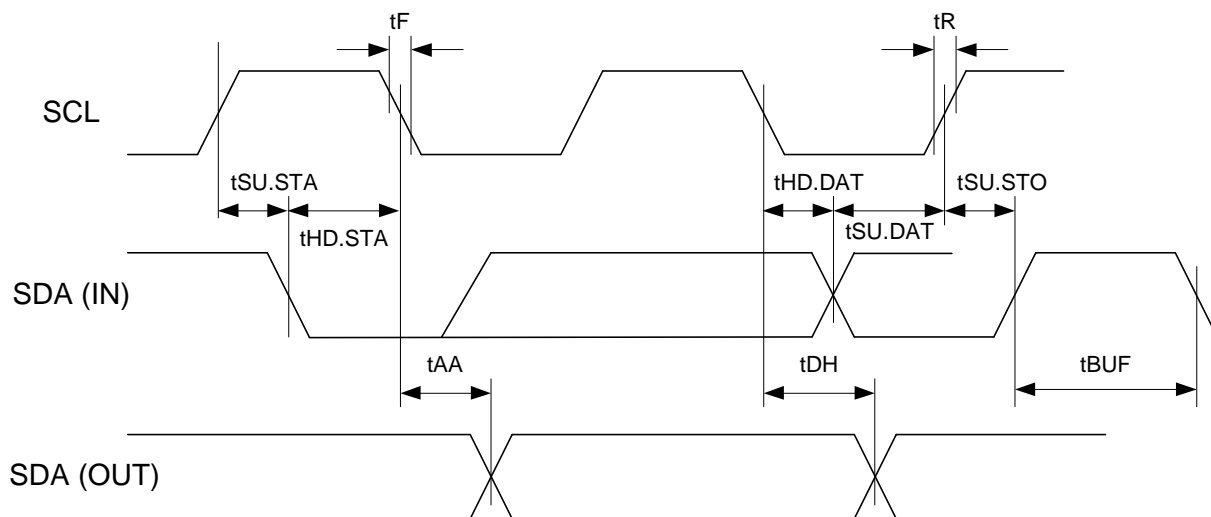 tF
tR
SCL
tSU.STA
tHD.DAT
tSU.STO
tHD.STA
tSU.DAT
SDA (IN)
tAA
tDH
tBUF
SDA (OUT)